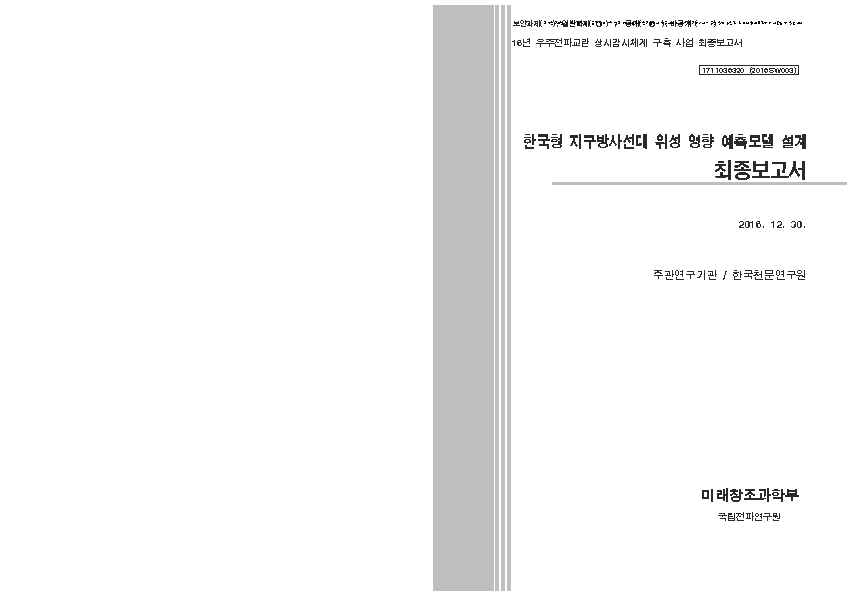 16년 우주전파교란 상시감시체계 구축 사업 최종보고서
1711036320 (2016SW003)
한국형 지구방사선대 위성 영향 예측모델 설계
최종보고서
2016. 12. 30.
주관연구기관 / 한국천문연구원
미래창조과학부
국립전파연구원